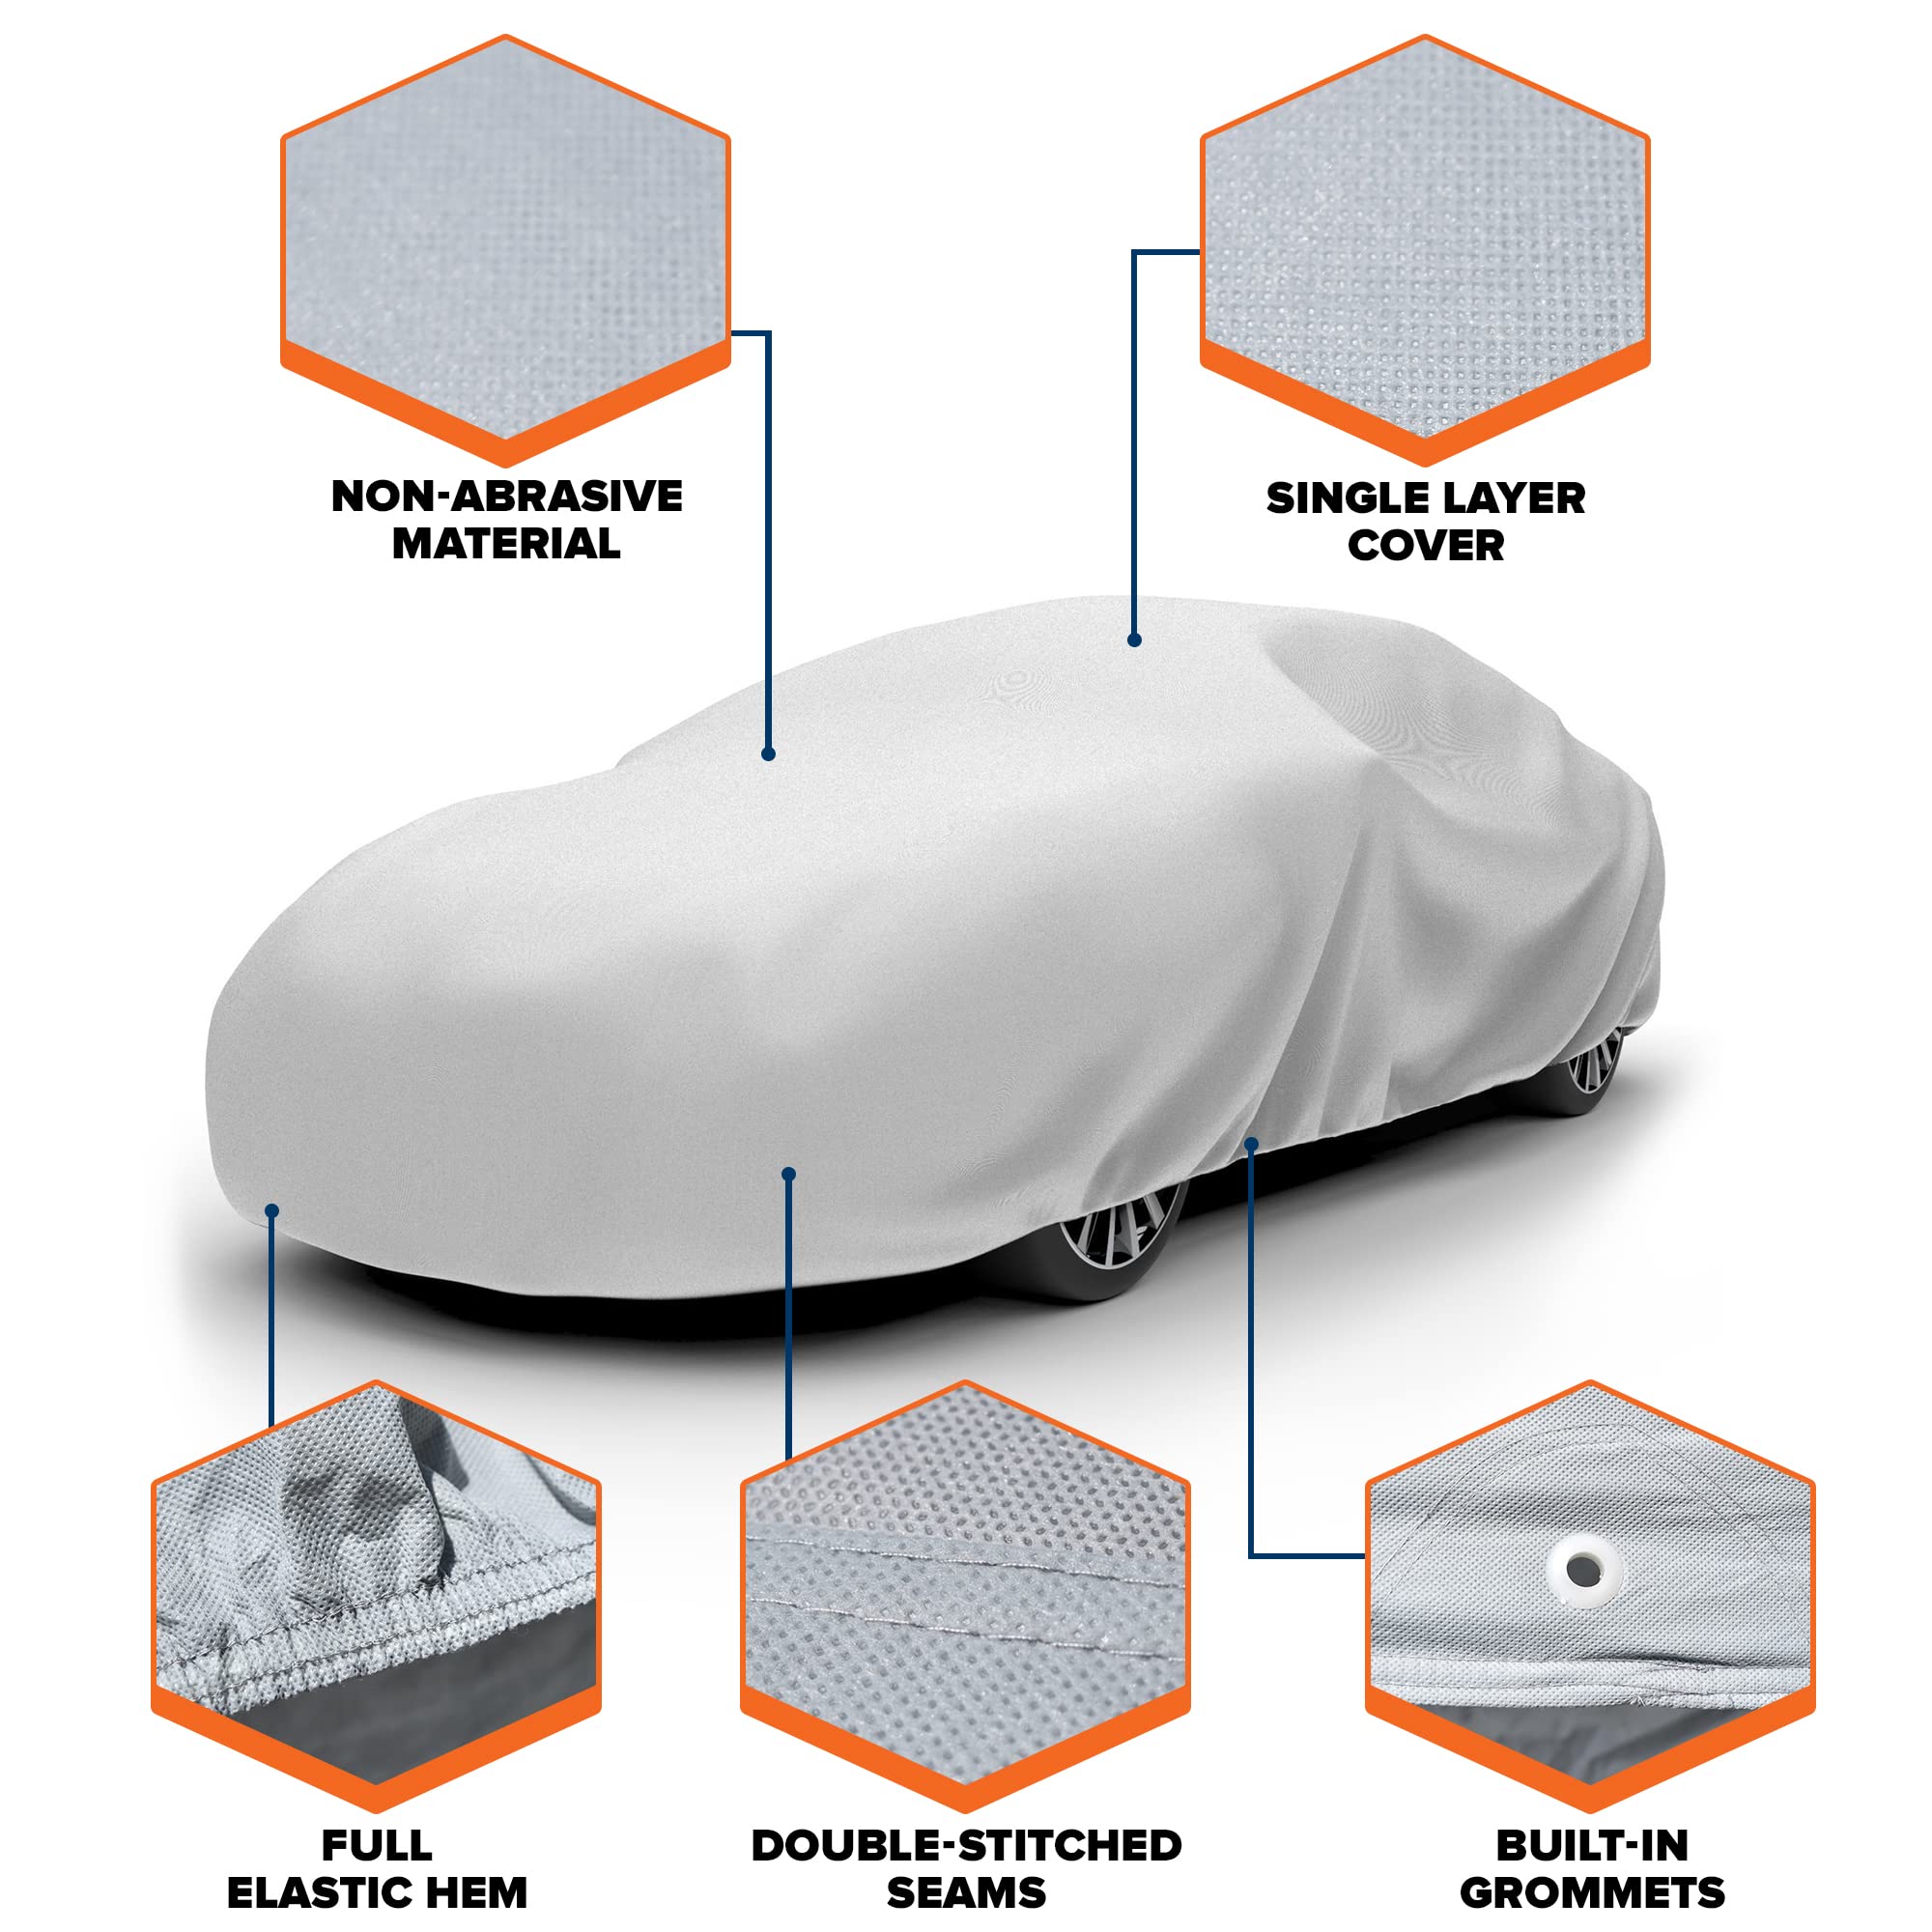 NON-ABRASIVE
MATERIAL
SINGLE LAYER
COVER
FULL
ELASTIC HEM
DOUBLE-STITCHED
SEAMS
BUILT-IN
GROMMETS